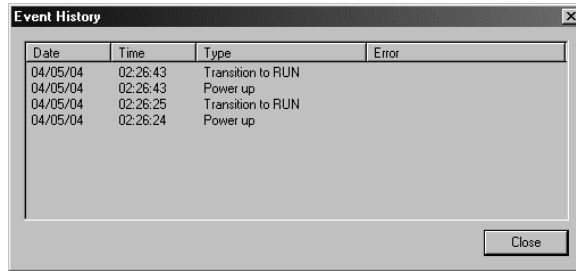 Event History
Date Time Type Error
04/05/04 02:26:43 Transition to RUN
04/05/04 02:26:43 Power up
04/05/04 02:26:25 Transition to RUN
04/05/04 02:26:24 Power up
Close